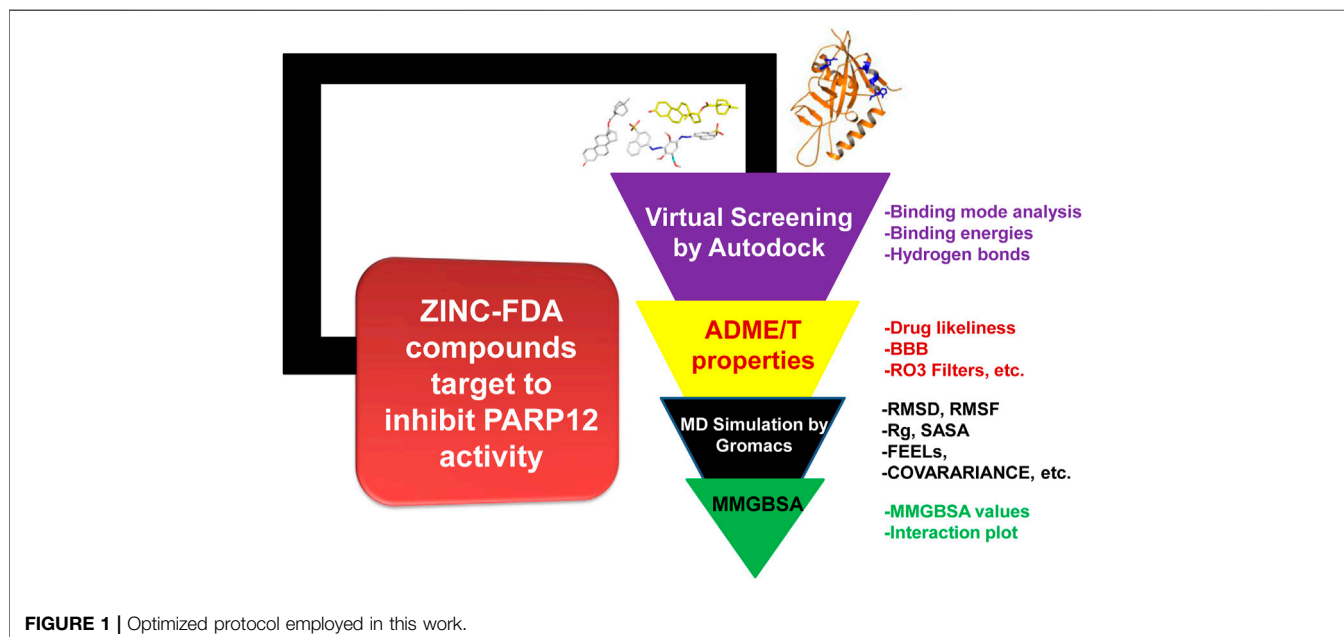 ZINC-FDA
compounds
target to
inhibit PARP12
activity
Virtual Screening
by Autodock
-Binding mode analysis
-Binding energies
-Hydrogen bonds
ADME/T
properties
-Drug likeliness
-BBB
-RO3 Filters, etc.
MD Simulation by
Gromacs
-RMSD, RMSF
-Rg, SASA
-FEELs,
-COVARARIANCE, etc.
MMGBSA
-MMGBSA values
-Interaction plot
FIGURE 1 | Optimized protocol employed in this work.